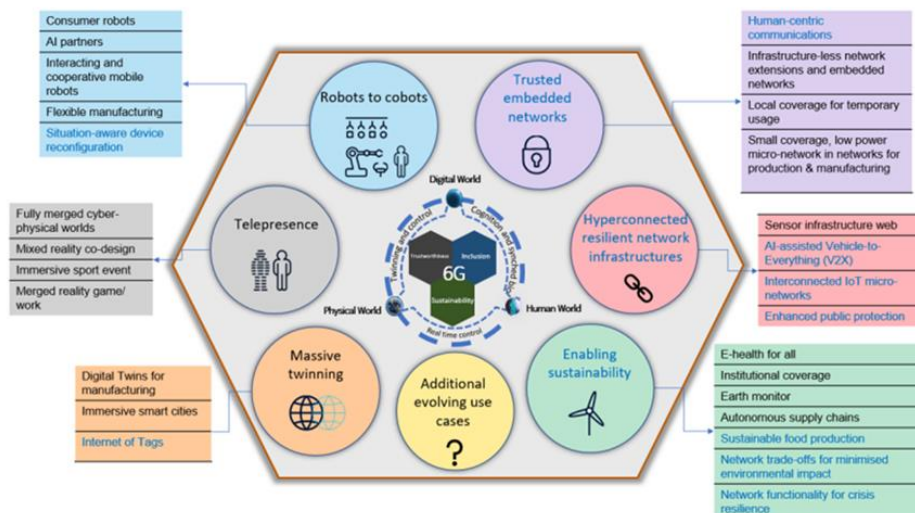 Consumer robots
AI partners
Interacting and
cooperative mobile
robots
Flexible manufacturing
Situation-aware device
reconfiguration
Human-centric
communications
Infrastructure-less network
extensions and embedded
networks
Local coverage for temporary
usage
Small coverage, low power
micro-network in networks for
production & manufacturing
Robots to cobots
Trusted
embedded
networks
Telepresence
Hyperconnected
resilient network
infrastructures
Digital World
Twinning and control
Cognition and synched bio
Trustworthiness
Inclusion
6G
Sustainability
Physical World
Human World
Real time control
Fully merged cyber-
physical worlds
Mixed reality co-design
Immersive sport event
Merged reality game/
work
Sensor infrastructure web
AI-assisted Vehicle-to-
Everything (V2X)
Interconnected IoT micro-
networks
Enhanced public protection
Massive
twinning
Additional
evolving use
cases
?
Enabling
sustainability
Digital Twins for
manufacturing
Immersive smart cities
Internet of Tags
E-health for all
Institutional coverage
Earth monitor
Autonomous supply chains
Sustainable food production
Network trade-offs for minimised
environmental impact
Network functionality for crisis
resilience